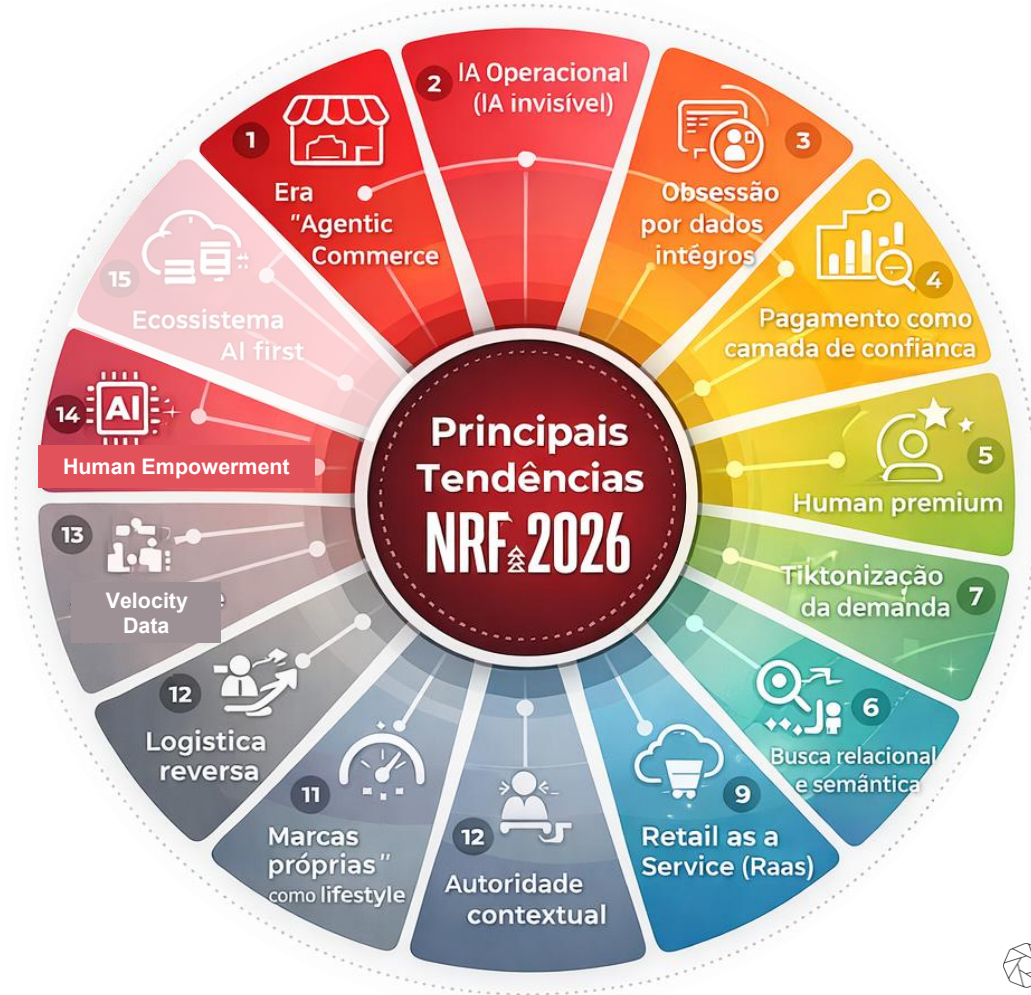 Principais
Tendências
NRF 2026
1
Era
"Agentic
Commerce
2
IA Operacional
(IA invisível)
3
Obsessão
por dados
intégros
4
Pagamento como
camada de confianca
5
Human premium
Tiktonização
da demanda
7
6
Busca relacional
e semântica
9
Retail as a
Service (Raas)
12
Autoridade
contextual
11
Marcas
próprias"
como lifestyle
12
Logistica
reversa
13
Velocity
Data
14
AI
Human Empowerment
15
Ecossistema
AI first